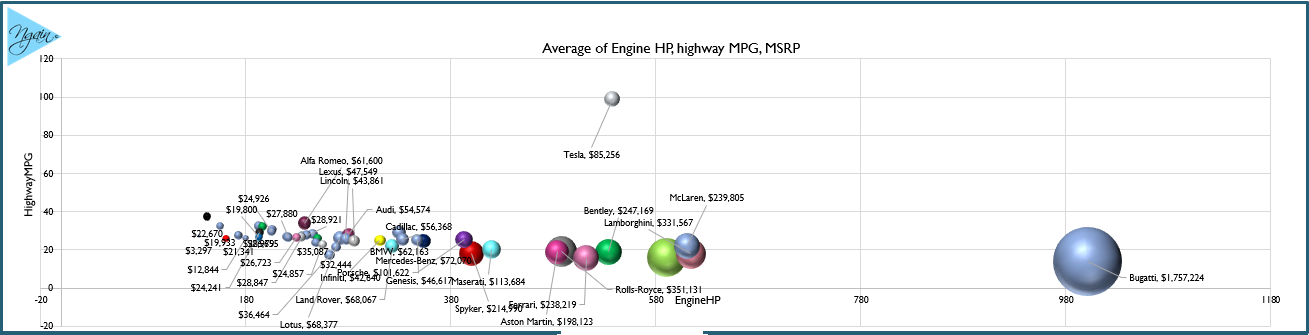 Ngain.
Average of Engine HP, highway MPG, MSRP
120
100
80
60
40
20
0
-20
-20
180
380
580
780
980
1180
HighwayMPG
EngineHP
Tesla, $85,256
Alfa Romeo, $61,600
Lexus, $47,549
Lincoln, $43,861
$24,926
$19,800
$27,880
$28,921
Audi, $54,574
Cadillac, $56,368
Bentley, $247,169
Lamborghini, $331,567
McLaren, $239,805
$22,670
$19,933
3,297
$21,341
$12,844
$26,723
$35,087
$32,444
$24,857
$28,847
$24,241
BMW, $62,163
Mercedes-Benz, $72,070
Porsche, $101,622
Infiniti, $42,640
Genesis, $46,617
Maserati, $113,684
Land Rover, $68,067
$36,464
Lotus, $68,377
Spyker, $214,990
Ferrari, $238,219
Aston Martin, $198,123
Rolls-Royce, $351,131
Bugatti, $1,757,224